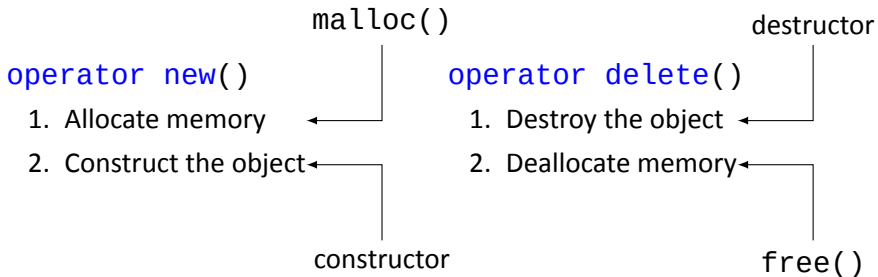 malloc()
destructor
operator new()
operator delete()
1. Allocate memory
1. Destroy the object
2. Construct the object
2. Deallocate memory
constructor
free()